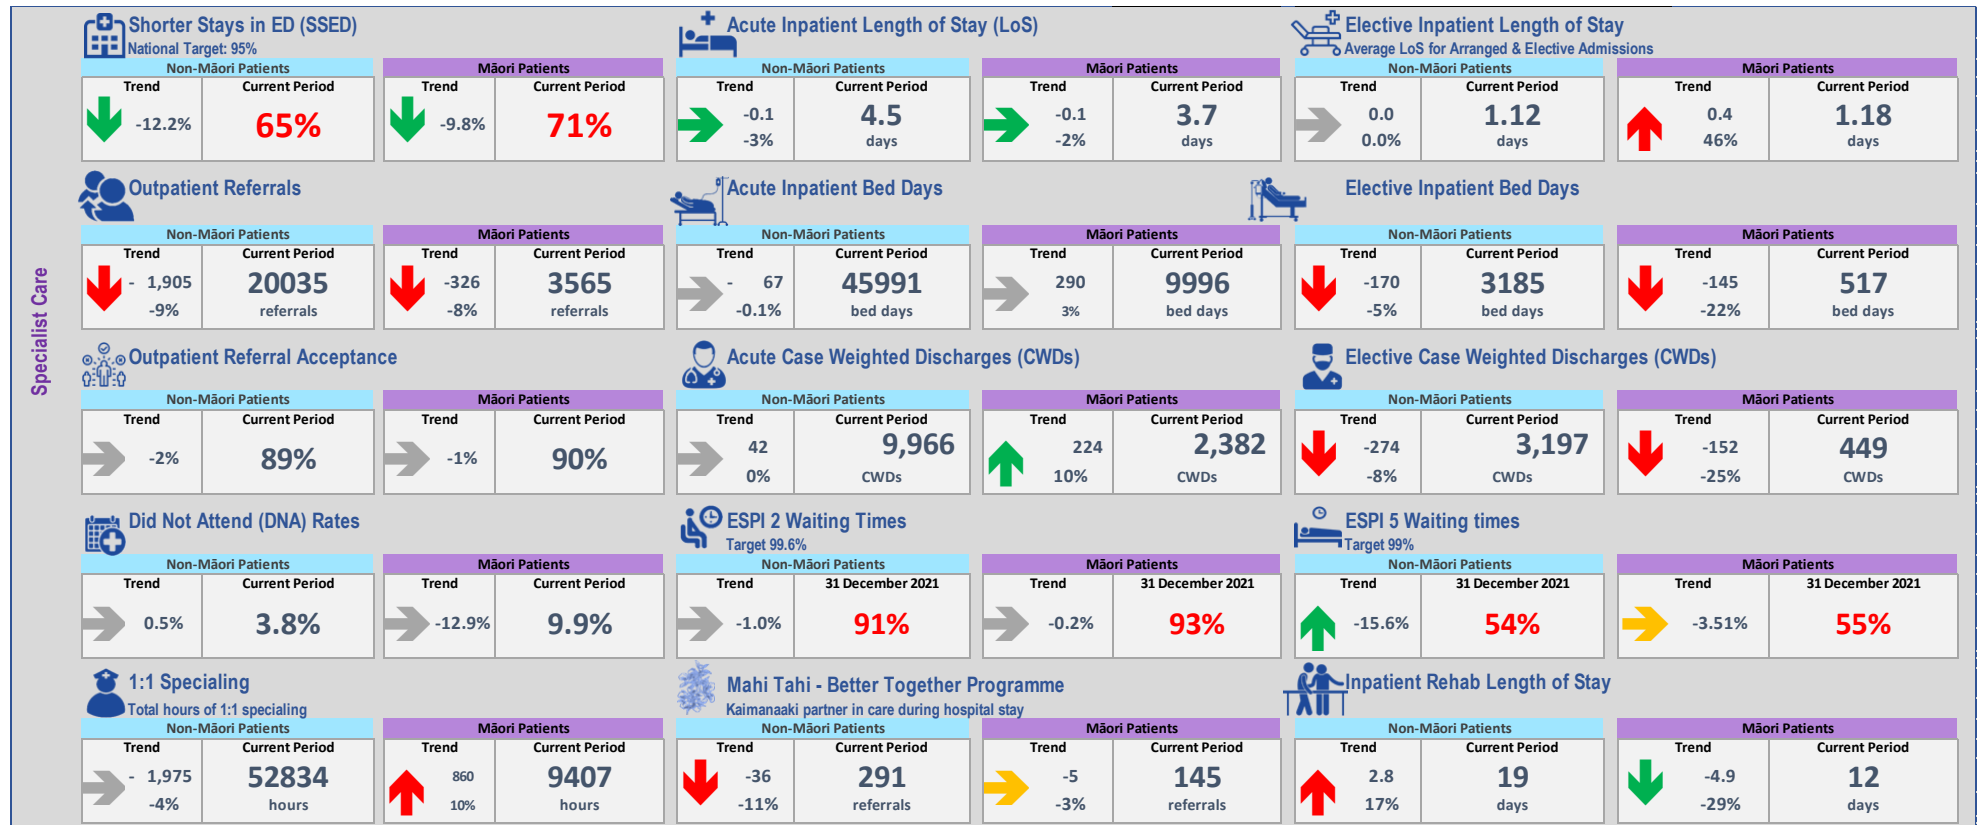 Specialist Care
Shorter Stays in ED (SSED)
National Target: 95%
Non-Māori Patients
Māori Patients
Trend
Current Period
Trend
Current Period
-12.2%
65%
-9.8%
71%
Acute Inpatient Length of Stay (LoS)
Non-Māori Patients
Māori Patients
Trend
Current Period
Trend
Current Period
-0.1
-3%
4.5
days
-0.1
-2%
3.7
days
Elective Inpatient Length of Stay
Average LoS for Arranged & Elective Admissions
Non-Māori Patients
Māori Patients
Trend
Current Period
Trend
Current Period
0.0
0.0%
1.12
days
0.4
46%
1.18
days
Outpatient Referrals
Non-Māori Patients
Māori Patients
Trend
Current Period
Trend
Current Period
- 1,905
-9%
20035
referrals
-326
-8%
3565
referrals
Acute Inpatient Bed Days
Non-Māori Patients
Māori Patients
Trend
Current Period
Trend
Current Period
- 67
-0.1%
45991
bed days
290
3%
9996
bed days
Elective Inpatient Bed Days
Non-Māori Patients
Māori Patients
Trend
Current Period
Trend
Current Period
-170
-5%
3185
bed days
-145
-22%
517
bed days
Outpatient Referral Acceptance
Non-Māori Patients
Māori Patients
Trend
Current Period
Trend
Current Period
-2%
89%
-1%
90%
Acute Case Weighted Discharges (CWDs)
Non-Māori Patients
Māori Patients
Trend
Current Period
Trend
Current Period
42
0%
9,966
CWDs
224
10%
2,382
CWDs
Elective Case Weighted Discharges (CWDs)
Non-Māori Patients
Māori Patients
Trend
Current Period
Trend
Current Period
-274
-8%
3,197
CWDs
-152
-25%
449
CWDs
Did Not Attend (DNA) Rates
Non-Māori Patients
Māori Patients
Trend
Current Period
Trend
Current Period
0.5%
3.8%
-12.9%
9.9%
ESPI 2 Waiting Times
Target 99.6%
Non-Māori Patients
Māori Patients
Trend
31 December 2021
Trend
31 December 2021
-1.0%
91%
-0.2%
93%
ESPI 5 Waiting times
Target 99%
Non-Māori Patients
Māori Patients
Trend
31 December 2021
Trend
31 December 2021
-15.6%
54%
-3.51%
55%
1:1 Specialing
Total hours of 1:1 specialing
Non-Māori Patients
Māori Patients
Trend
Current Period
Trend
Current Period
- 1,975
-4%
52834
hours
860
10%
9407
hours
Mahi Tahi - Better Together Programme
Kaimanaaki partner in care during hospital stay
Non-Māori Patients
Māori Patients
Trend
Current Period
Trend
Current Period
-36
-11%
291
referrals
-5
-3%
145
referrals
Inpatient Rehab Length of Stay
Non-Māori Patients
Māori Patients
Trend
Current Period
Trend
Current Period
2.8
17%
19
days
-4.9
-29%
12
days